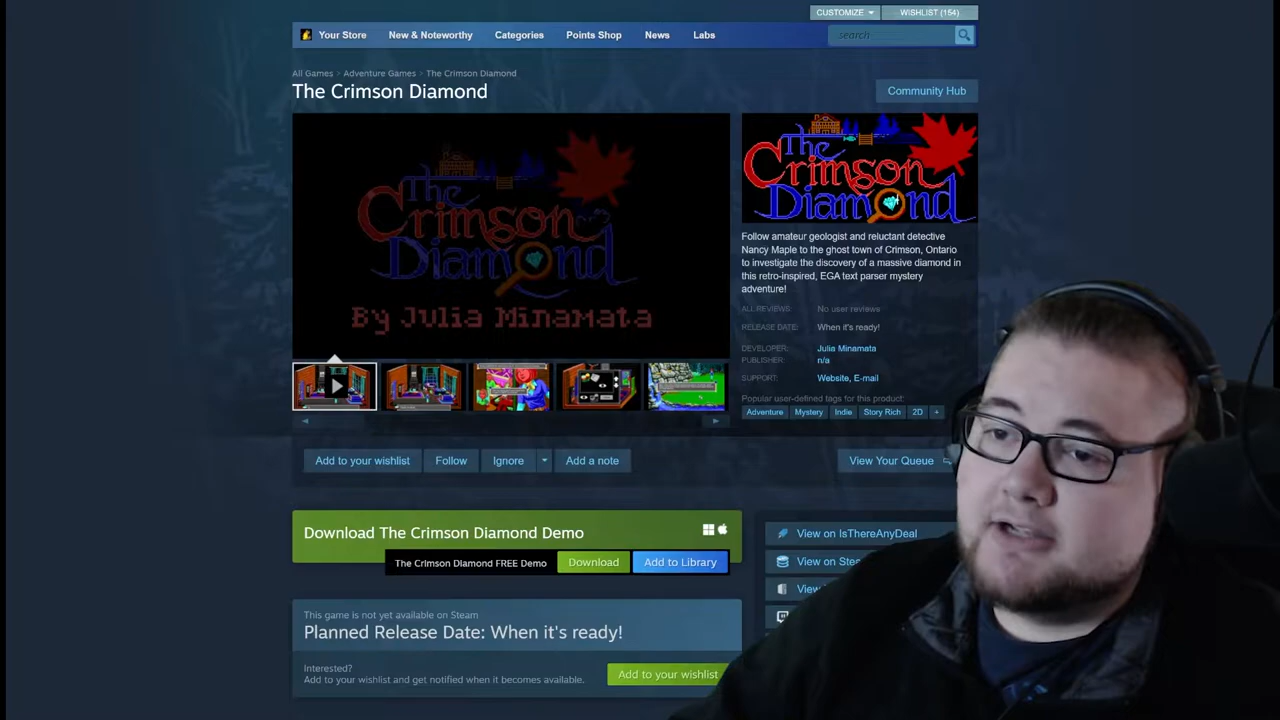 CUSTOMIZE
WISHLIST (154)
Your Store
New & Noteworthy
Categories
Points Shop
News
Labs
search
All Games > Adventure Games > The Crimson Diamond
The Crimson Diamond
Community Hub
The
Crimson
Diamond
By Julia Minamata
The
Crimson
Diamond
Follow amateur geologist and reluctant detective
Nancy Maple to the ghost town of Crimson, Ontario
to investigate the discovery of a massive diamond in
this retro-inspired, EGA text parser mystery
adventure!
ALL REVIEWS: No user reviews
RELEASE DATE: When it's ready!
DEVELOPER: Julia Minamata
PUBLISHER: n/a
SUPPORT: Website, E-mail
Popular user-defined tags for this product:
Adventure
Mystery
Indie
Story Rich
2D
+
Add to your wishlist
Follow
Ignore
Add a note
View Your Queue
Download The Crimson Diamond Demo
The Crimson Diamond FREE Demo
Download
Add to Library
View on IsThereAnyDeal
View on Ste
View
This game is not yet available on Steam
Planned Release Date: When it's ready!
Interested?
Add to your wishlist and get notified when it becomes available.
Add to your wishlist